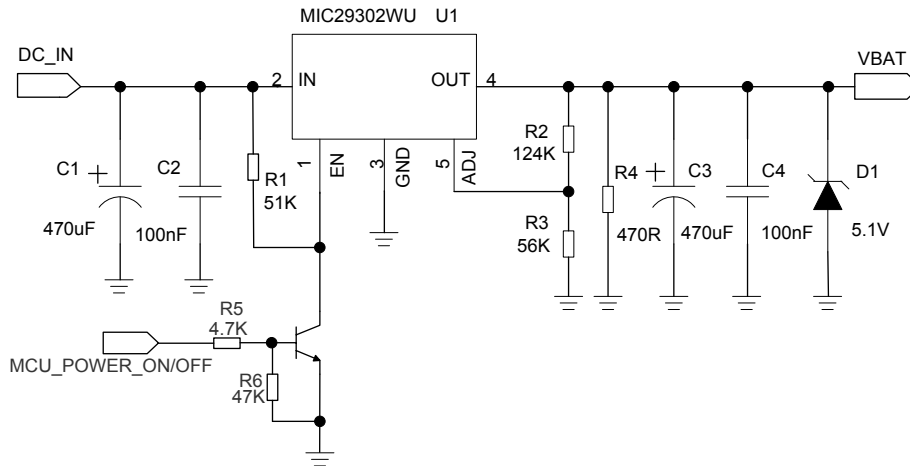 MIC29302WU U1
DC_IN
VBAT
2 IN
OUT 4
1
EN
3
GND
5
ADJ
C1
C2
R1
51K
470uF
100nF
R2
124K
R3
56K
R4
470R
C3
470uF
C4
100nF
D1
5.1V
R5
4.7K
MCU_POWER_ON/OFF
R6
47K